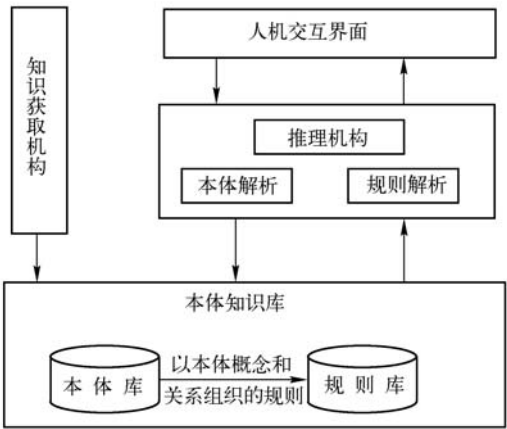 知识获取机构
人机交互界面
推理机构
本体解析
规则解析
本体知识库
本体库
以本体概念和
关系组织的规则
规则库